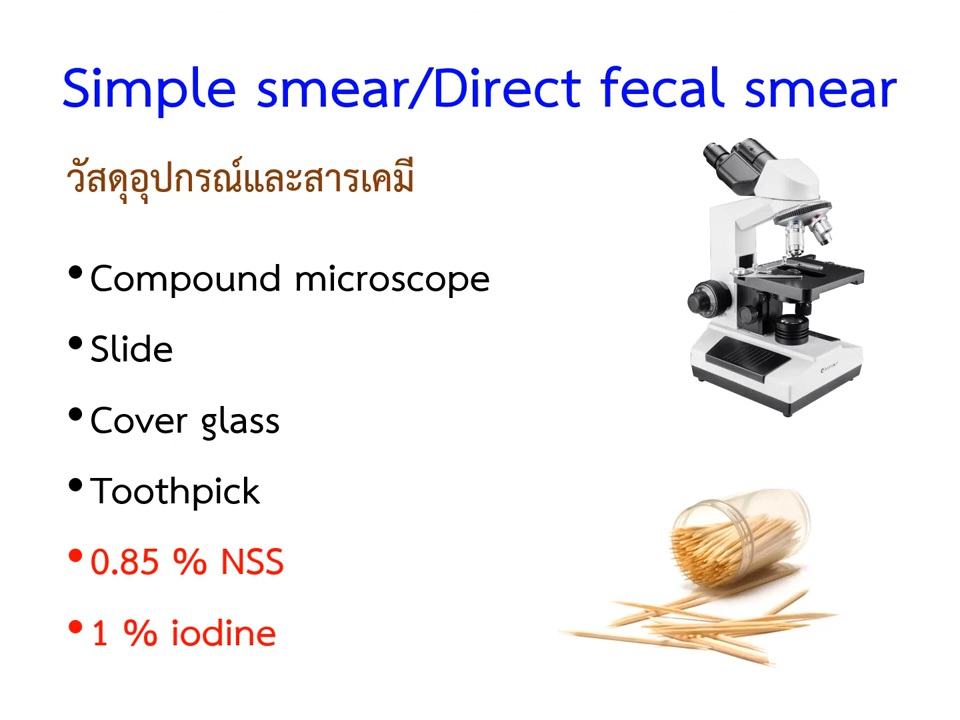 Simple smear/Direct fecal smear
วัสดุอุปกรณ์และสารเคมี
•Compound microscope
•Slide
•Cover glass
•Toothpick
•0.85 % NSS
•1 % iodine